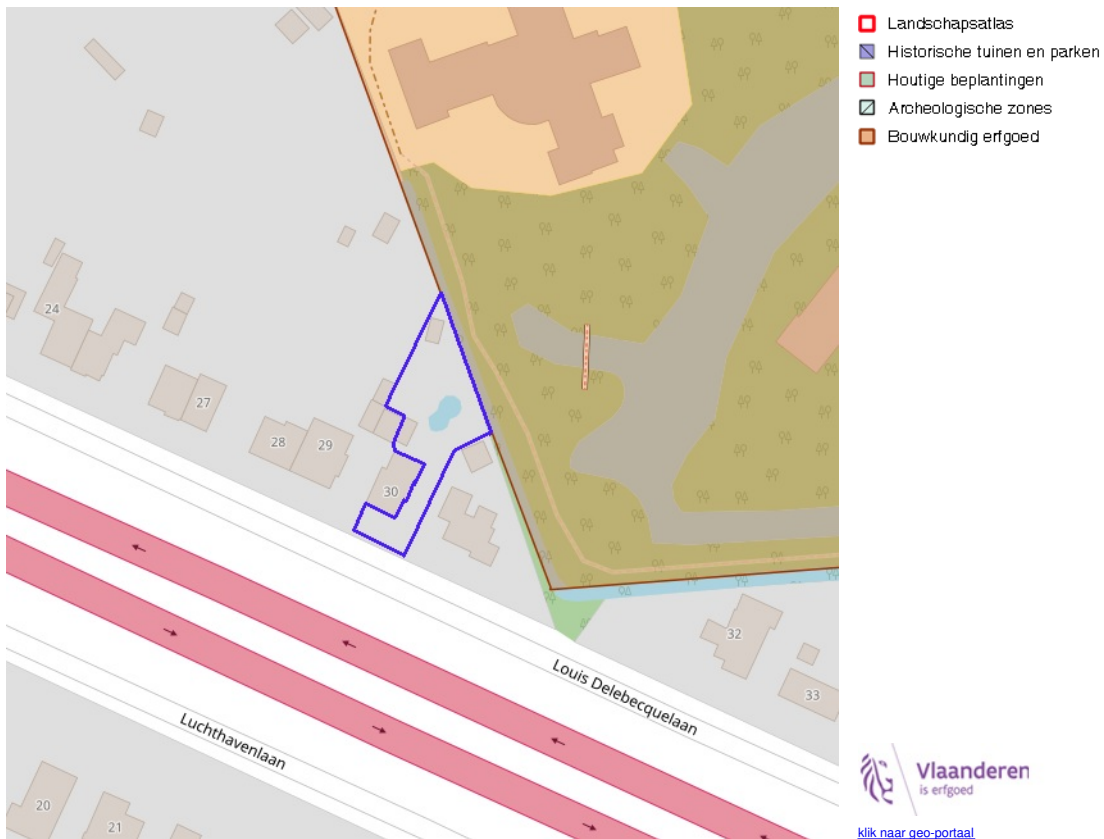 Landschapsatlas
Historische tuinen en parken
Houtige beplantingen
Archeologische zones
Bouwkundig erfgoed
24
27
28
29
30
32
33
Louis Delebecquelaan
Luchthavenlaan
20
21
Vlaanderen
is erfgoed
klik naar geo-portaal